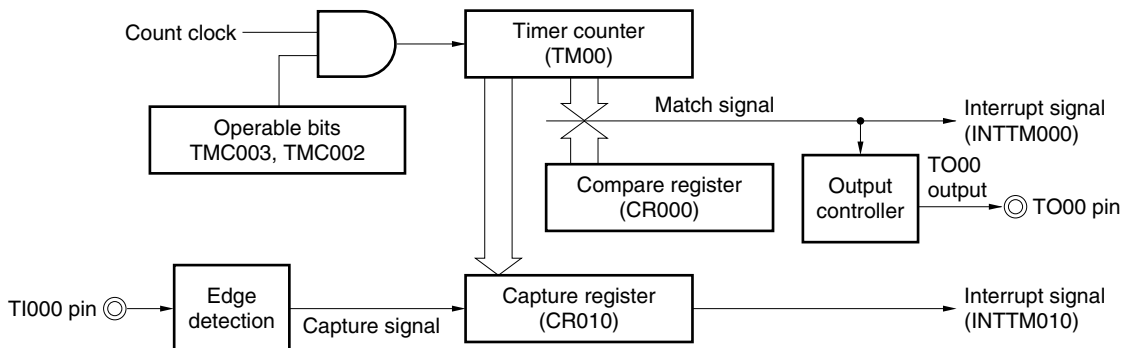 Count clock
Timer counter
(TM00)
Operable bits
TMC003, TMC002
Match signal
Interrupt signal
(INTTM000)
Compare register
(CR000)
Output
controller
TO00
output
TO00 pin
TI000 pin
Edge
detection
Capture signal
Capture register
(CR010)
Interrupt signal
(INTTM010)